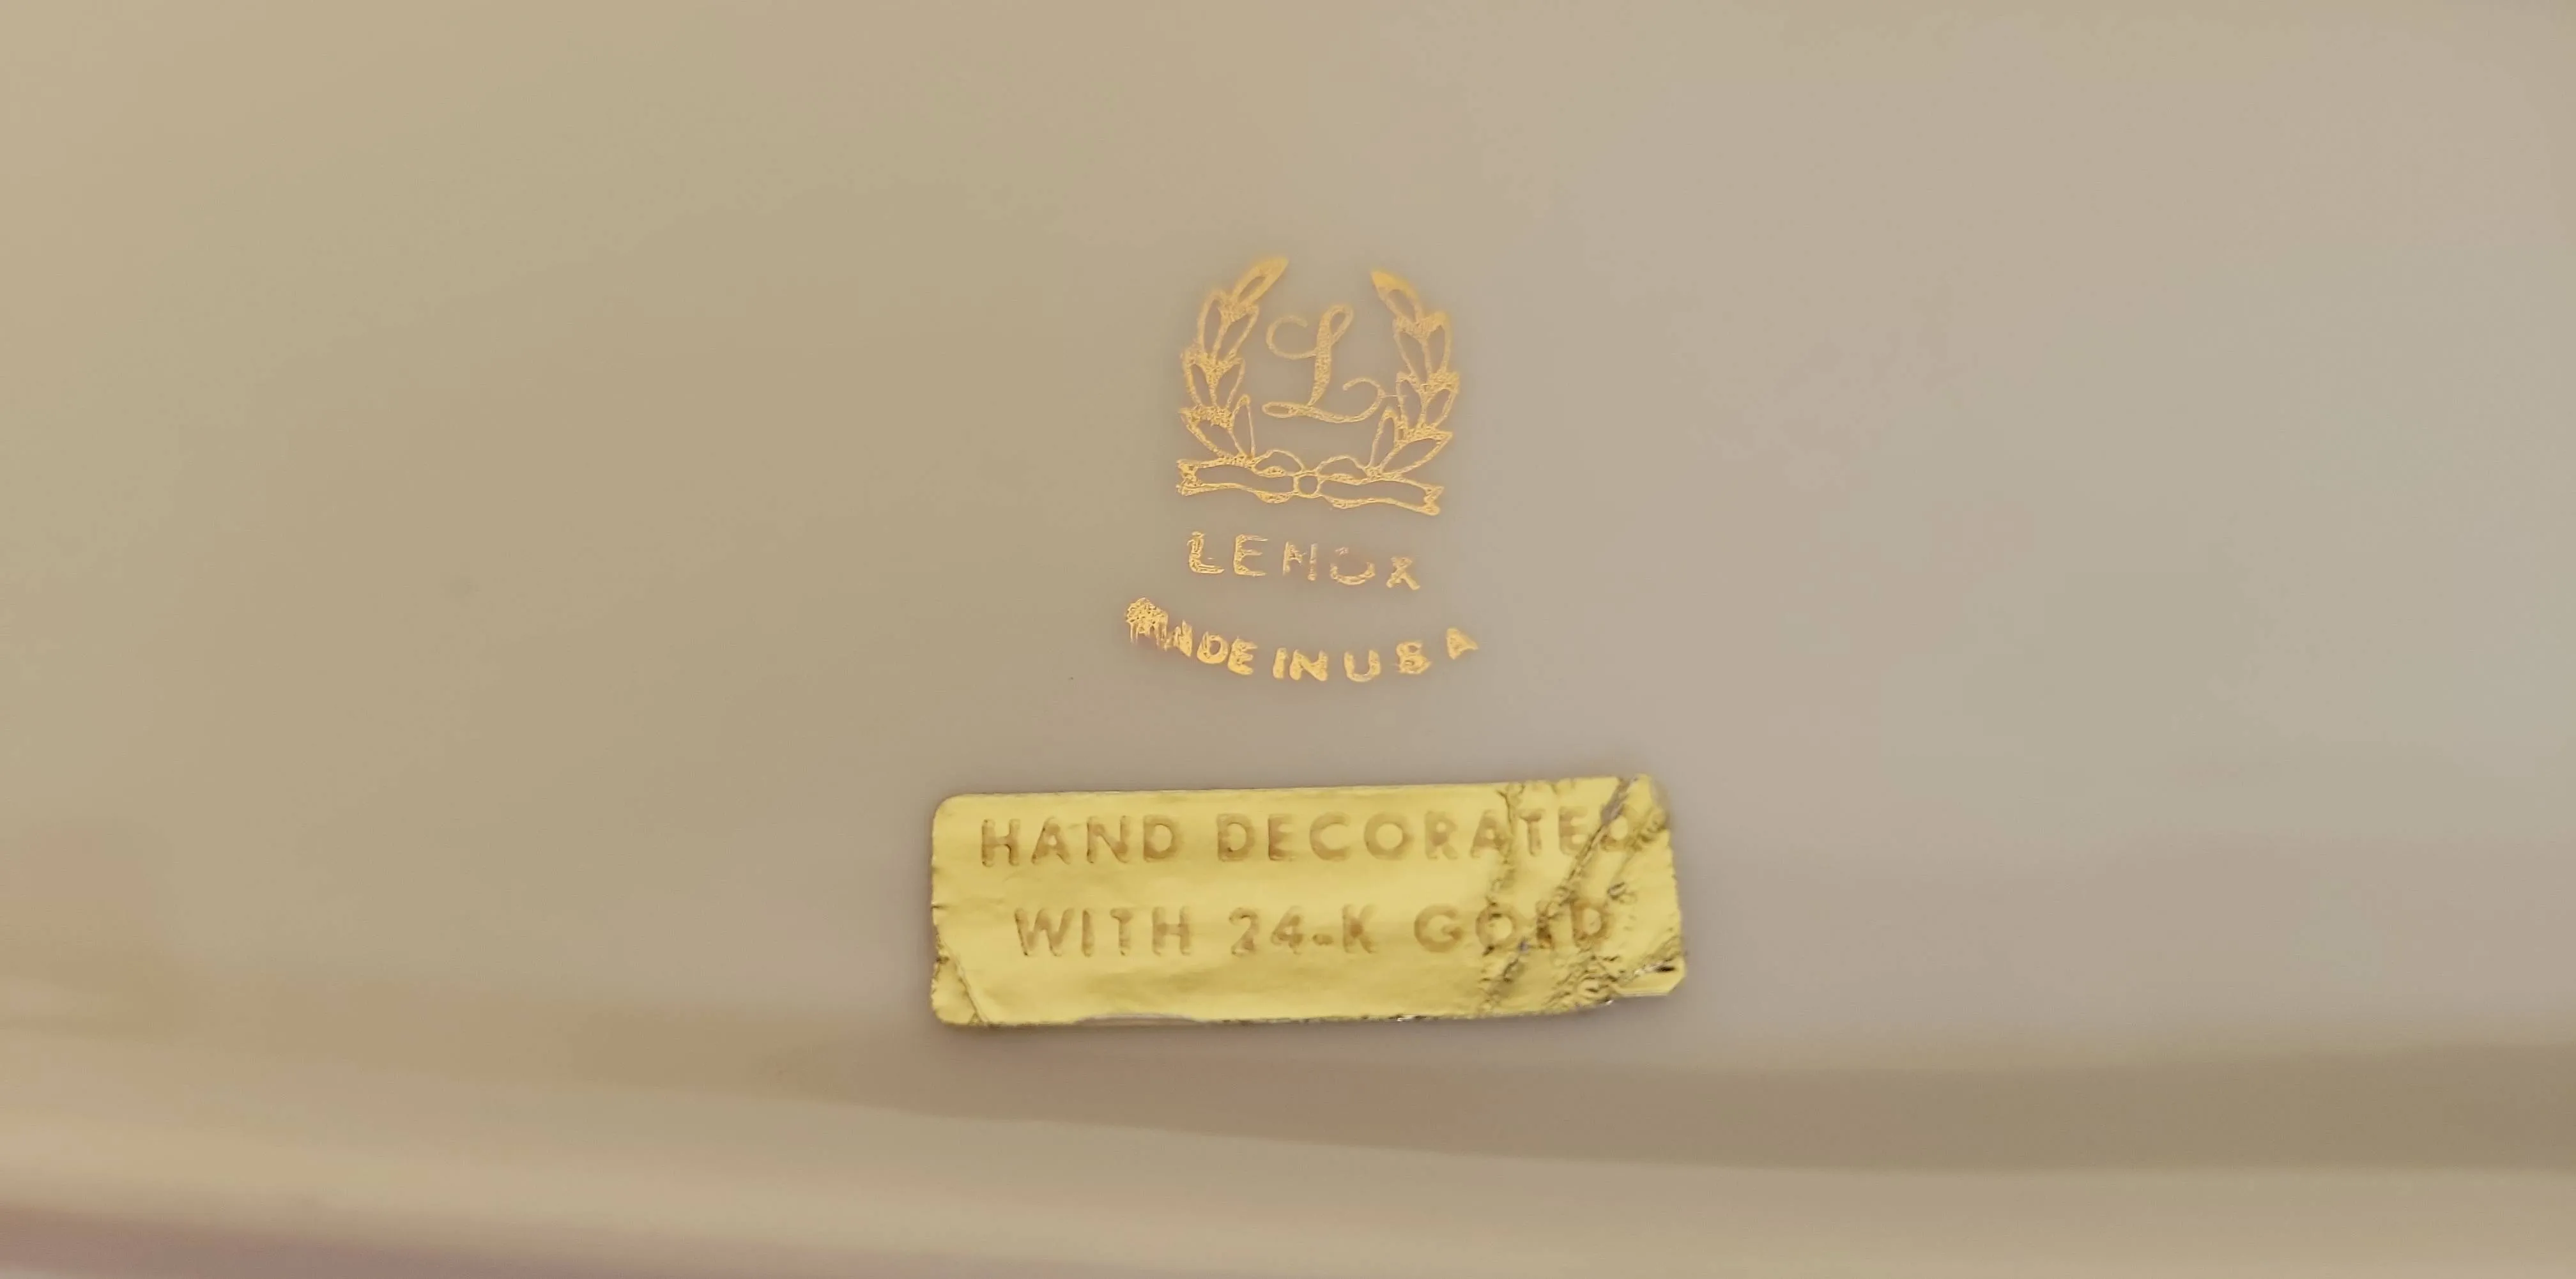 L
LENOX
MADE IN USA
HAND DECORATED
WITH 24-K GOLD